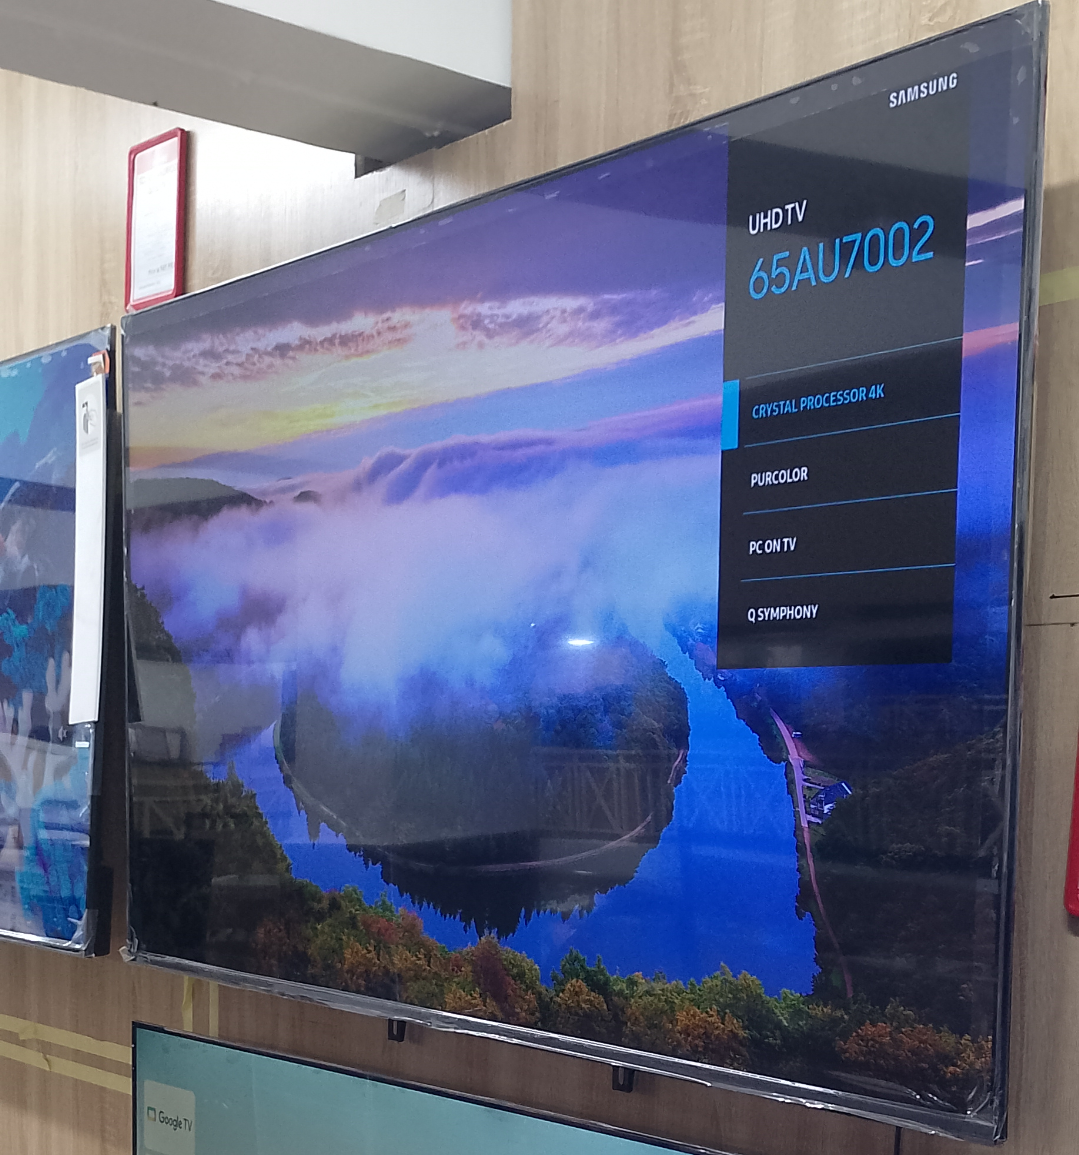 SAMSUNG
UHD TV
65AU7002
CRYSTAL PROCESSOR 4K
PURCOLOR
PC ON TV
Q SYMPHONY
Google TV